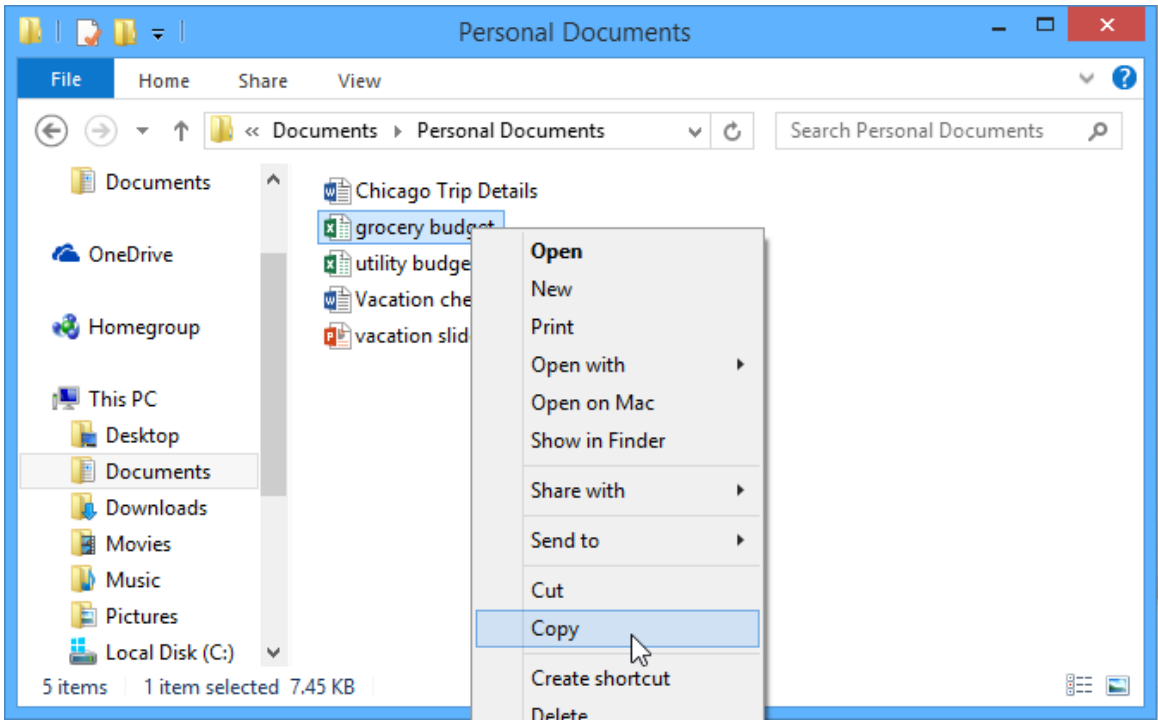 Personal Documents
File Home Share View
« Documents Personal Documents
Search Personal Documents
Documents
OneDrive
Homegroup
This PC
Desktop
Documents
Downloads
Movies
Music
Pictures
Local Disk (C:)
Chicago Trip Details
grocery budget
utility budge
Vacation che
vacation slid
Open
New
Print
Open with
Open on Mac
Show in Finder
Share with
Send to
Cut
Copy
Create shortcut
Delete
5 items 1 item selected 7.45 KB